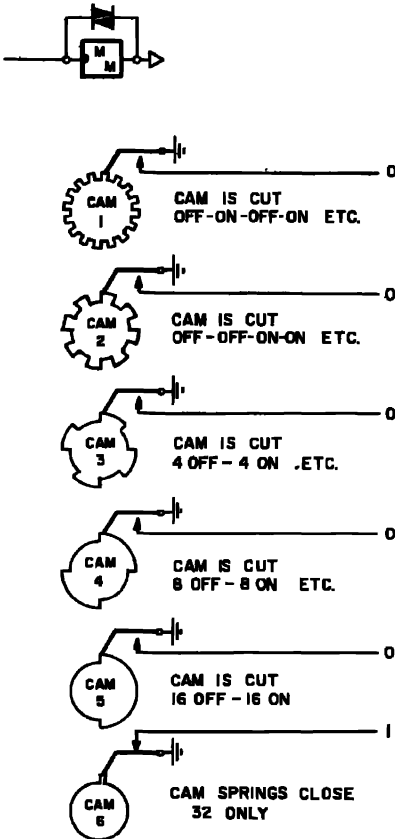 M
M
0
CAM
1
CAM IS CUT
OFF-ON-OFF-ON ETC.
0
CAM
2
CAM IS CUT
OFF-OFF-ON-ON ETC.
0
CAM
3
CAM IS CUT
4 OFF - 4 ON .ETC.
0
CAM
4
CAM IS CUT
8 OFF - 8 ON ETC.
0
CAM
5
CAM IS CUT
16 OFF - 16 ON
1
CAM
6
CAM SPRINGS CLOSE
32 ONLY